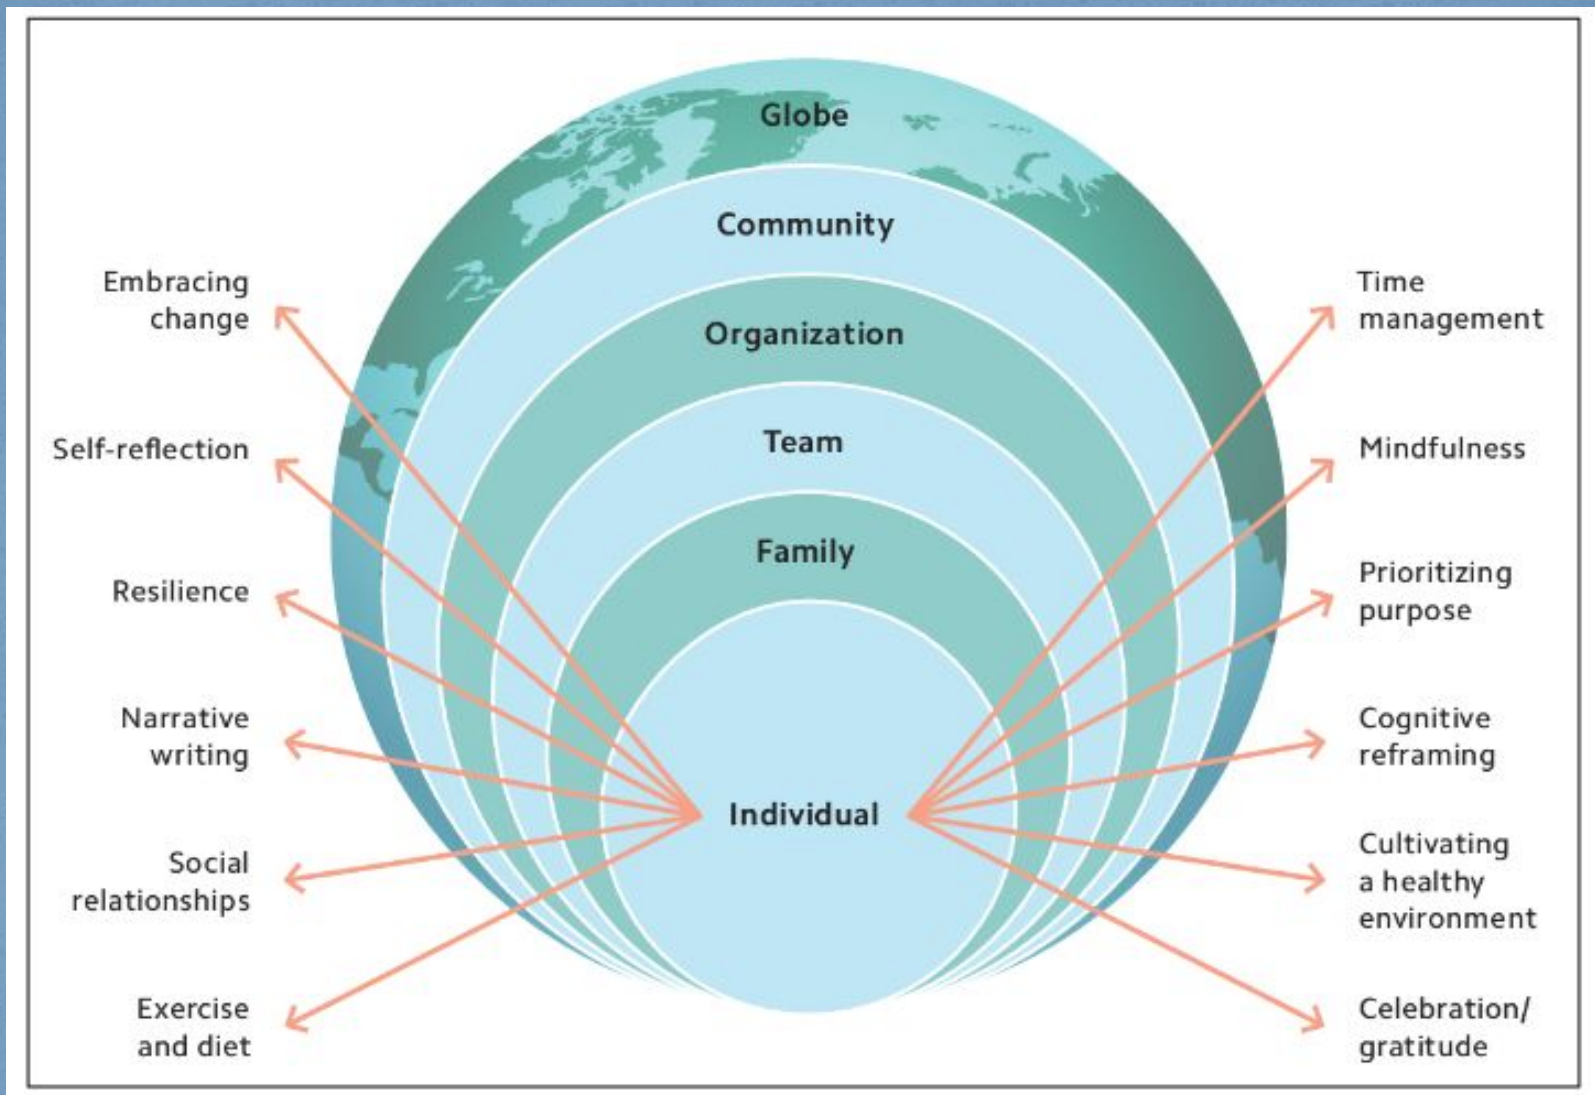 Globe
Community
Organization
Team
Family
Individual
Embracing
change
Self-reflection
Resilience
Narrative
writing
Social
relationships
Exercise
and diet
Time
management
Mindfulness
Prioritizing
purpose
Cognitive
reframing
Cultivating
a healthy
environment
Celebration/
gratitude